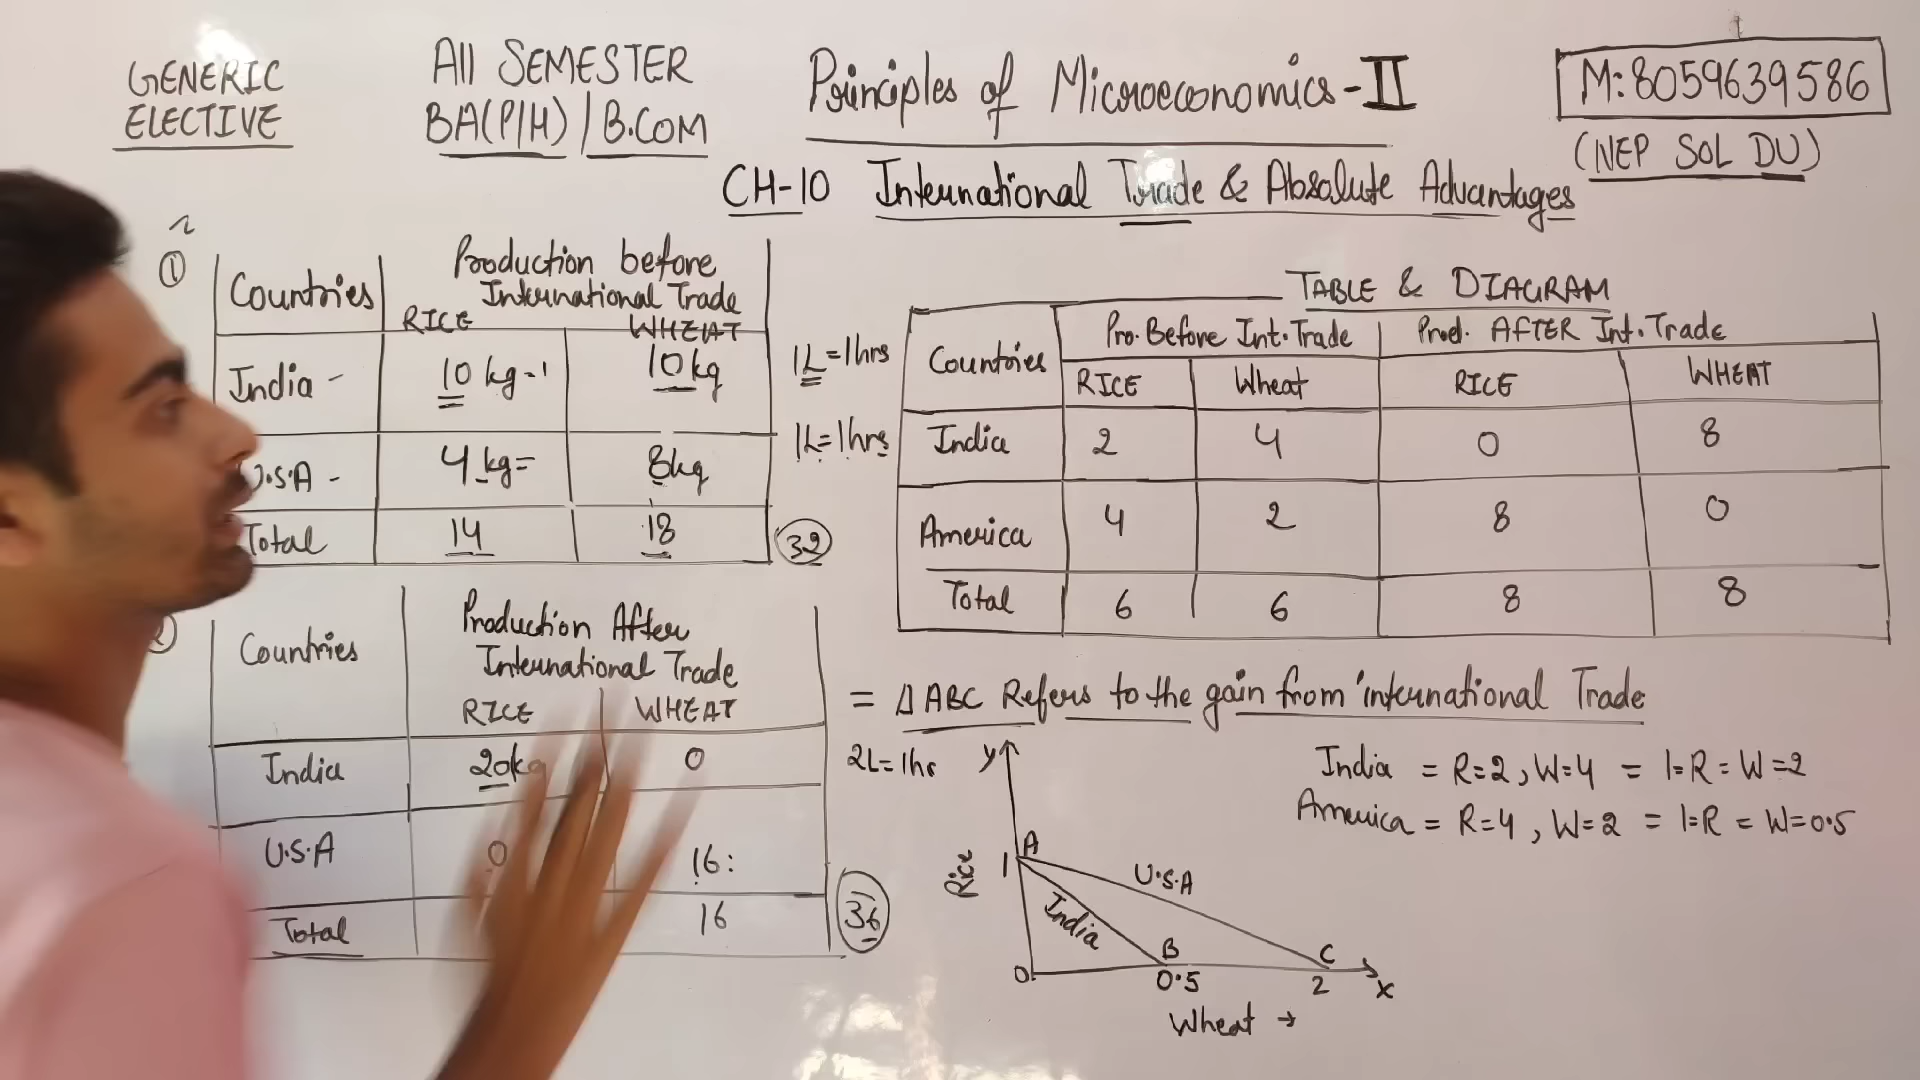 GENERIC
ELECTIVE
All SEMESTER
BA(P/H) / B.COM
Principles of Microeconomics-II
M:8059639586
(NEP SOL DU)
CH-10 International Trade & Absolute Advantages
①
Countries
Production before
International Trade
RICE WHEAT
India - 10 kg=1 10kg 1L=1hrs
U.S.A - 4 kg= 8kg 1L=1hrs
Total 14 18 32
Countries
Production After
International Trade
RICE WHEAT
India 20kg 0 2L=1hr
U.S.A 0 16:
Total 16 36
TABLE & DIAGRAM
Countries Pro. Before Int. Trade Prod. AFTER Int. Trade
RICE Wheat RICE WHEAT
India 2 4 0 8
America 4 2 8 0
Total 6 6 8 8
= Δ ABC Refers to the gain from international Trade
India = R=2, W=4 = 1=R = W=2
America = R=4, W=2 = 1=R = W=0.5
y
Rice
1 A
U.S.A
India
B C
0 0.5 2 x
Wheat →